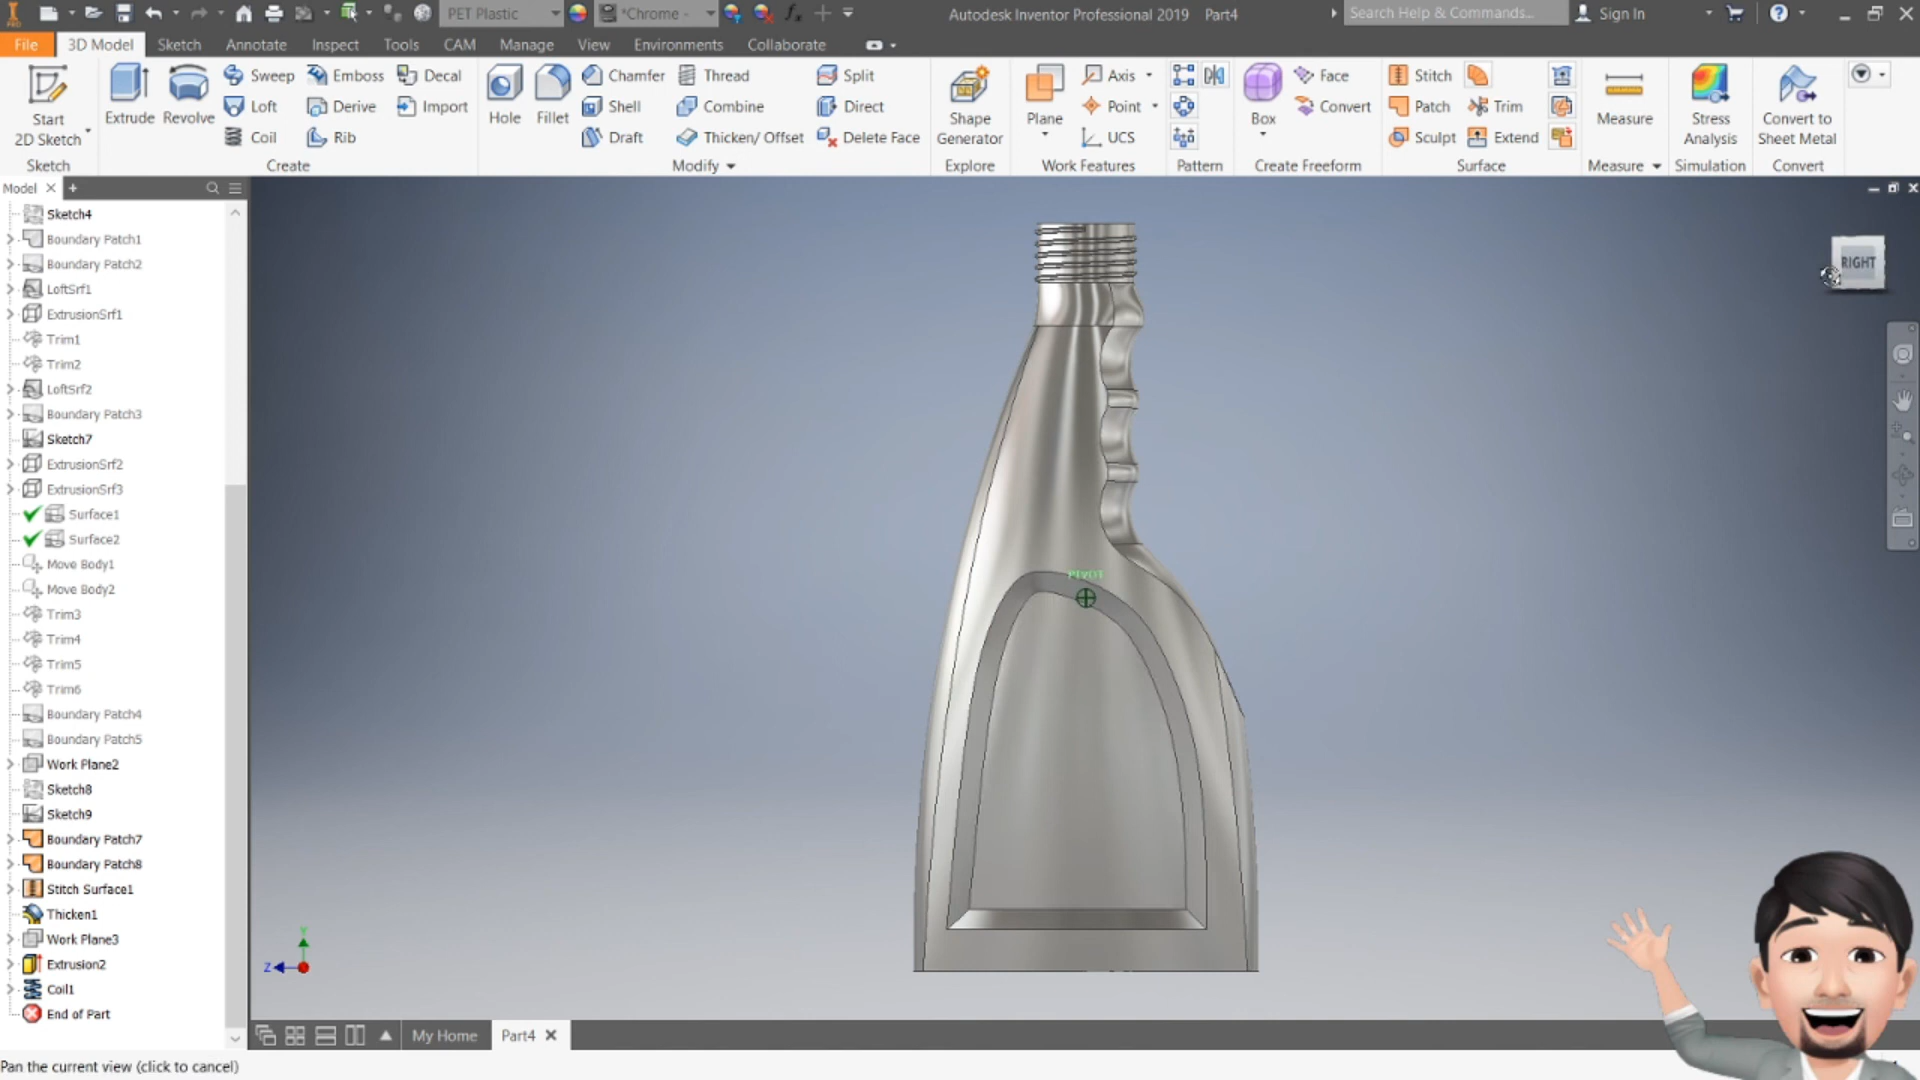 PRO
PET Plastic
*Chrome -
Autodesk Inventor Professional 2019 Part4
Search Help & Commands...
Sign In
File 3D Model Sketch Annotate Inspect Tools CAM Manage View Environments Collaborate
Start
2D Sketch
Sketch
Extrude
Revolve
Sweep
Loft
Coil
Emboss
Derive
Rib
Decal
Import
Create
Hole
Fillet
Chamfer
Shell
Draft
Thread
Combine
Thicken/ Offset
Split
Direct
Delete Face
Modify
Shape
Generator
Explore
Plane
Axis
Point
UCS
Work Features
Pattern
Box
Face
Convert
Create Freeform
Stitch
Patch
Sculpt
Trim
Extend
Surface
Measure
Measure
Stress
Analysis
Simulation
Convert to
Sheet Metal
Convert
Model
Sketch4
Boundary Patch1
Boundary Patch2
LoftSrf1
ExtrusionSrf1
Trim1
Trim2
LoftSrf2
Boundary Patch3
Sketch7
ExtrusionSrf2
ExtrusionSrf3
Surface1
Surface2
Move Body1
Move Body2
Trim3
Trim4
Trim5
Trim6
Boundary Patch4
Boundary Patch5
Work Plane2
Sketch8
Sketch9
Boundary Patch7
Boundary Patch8
Stitch Surface1
Thicken1
Work Plane3
Extrusion2
Coil1
End of Part
RIGHT
PIVOT
Y
Z
My Home
Part4
Pan the current view (click to cancel)